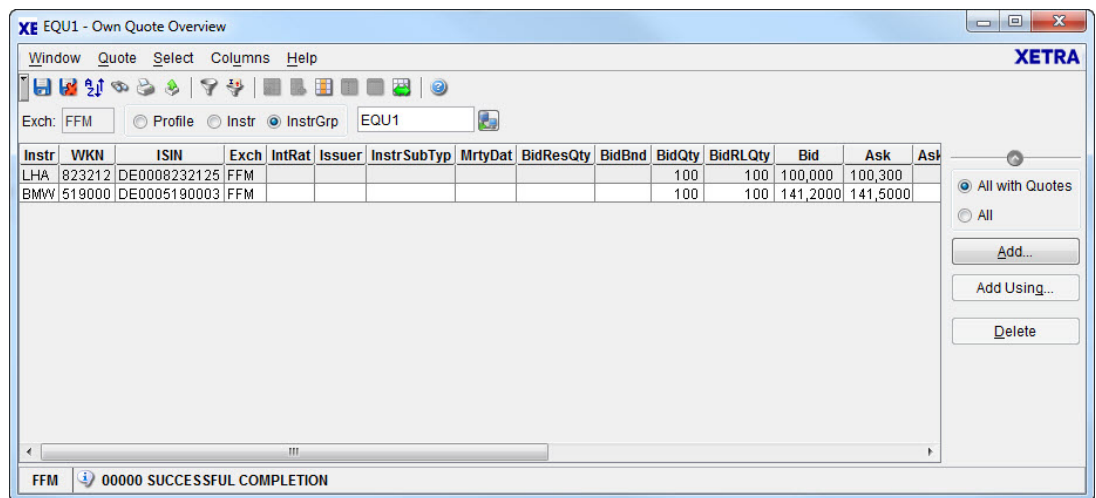 XE EQU1 - Own Quote Overview
Window Quote Select Columns Help XETRA
Exch: FFM Profile Instr InstrGrp EQU1
Instr WKN ISIN Exch IntRat Issuer InstrSubTyp MrtyDat BidResQty BidBnd BidQty BidRLQty Bid Ask Ask
LHA 823212 DE0008232125 FFM 100 100 100,000 100,300
BMW 519000 DE0005190003 FFM 100 100 141,2000 141,5000
All with Quotes
All
Add...
Add Using...
Delete
FFM 00000 SUCCESSFUL COMPLETION